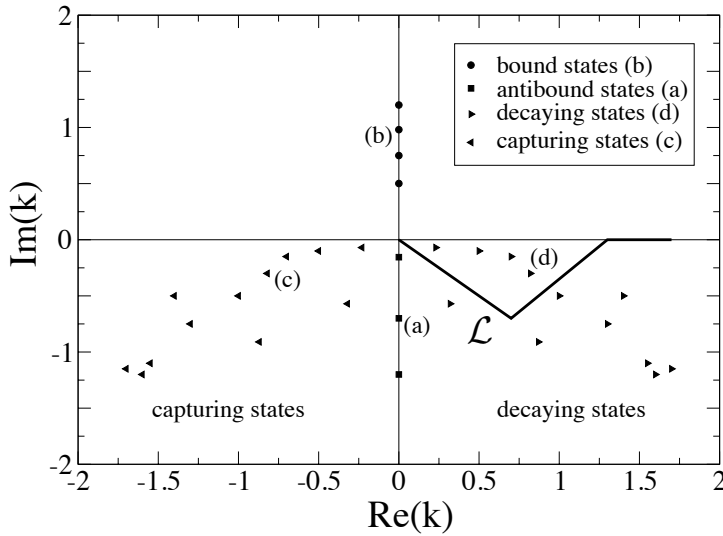 2
1
0
-1
-2
Im(k)
bound states (b)
antibound states (a)
decaying states (d)
capturing states (c)
(b)
(d)
(c)
(a)
ℒ
capturing states
decaying states
-2 -1.5 -1 -0.5 0 0.5 1 1.5 2
Re(k)